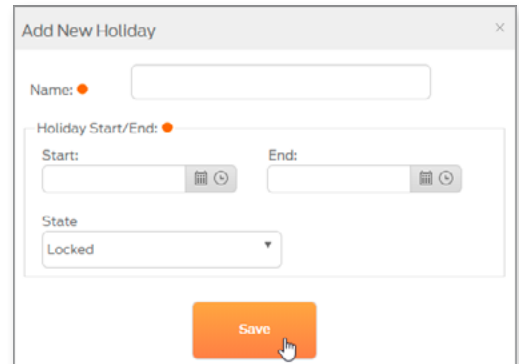 Add New Holiday
Name:
Holiday Start/End:
Start: End:
State
Locked
Save